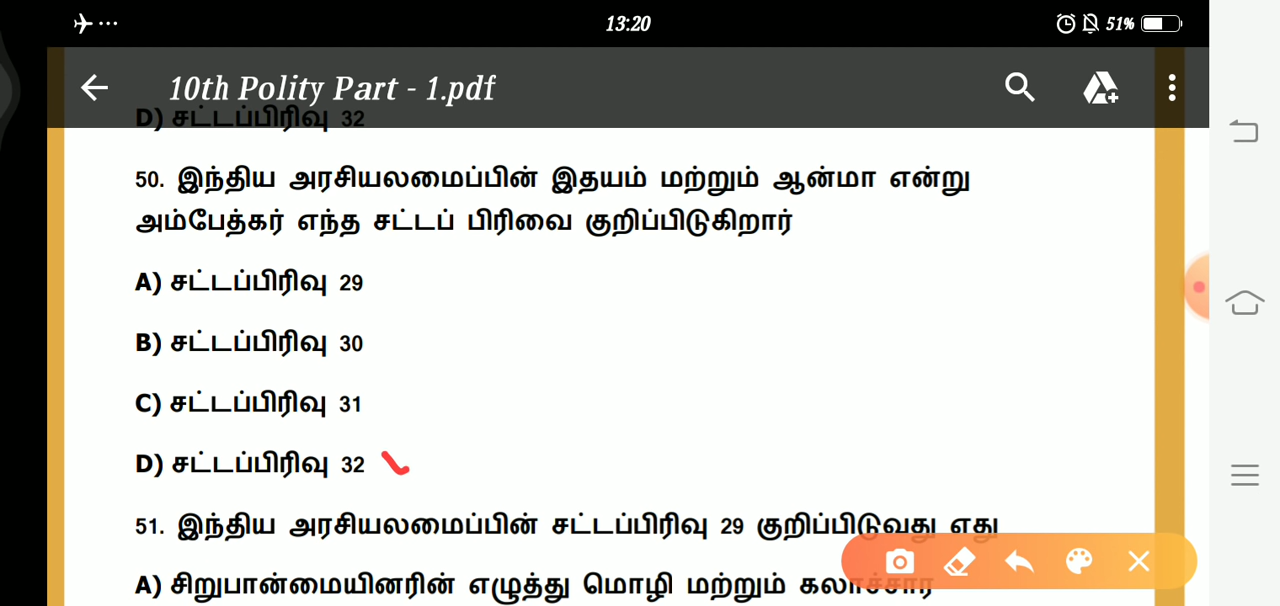 13:20
51%
10th Polity Part - 1.pdf
D) சட்டப்பிரிவு 32
50. இந்திய அரசியலமைப்பின் இதயம் மற்றும் ஆன்மா என்று
அம்பேத்கர் எந்த சட்டப் பிரிவை குறிப்பிடுகிறார்
A) சட்டப்பிரிவு 29
B) சட்டப்பிரிவு 30
C) சட்டப்பிரிவு 31
D) சட்டப்பிரிவு 32
51. இந்திய அரசியலமைப்பின் சட்டப்பிரிவு 29 குறிப்பிடுவது எது
A) சிறுபான்மையினரின் எழுத்து மொழி மற்றும் கலாச்சார